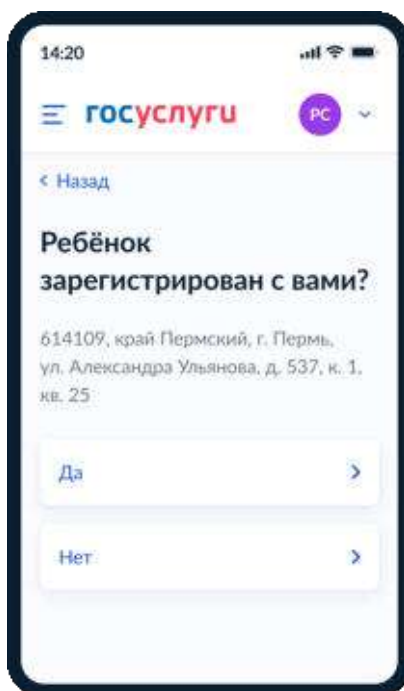 14:20
госуслуги
РС
Назад
Ребёнок
зарегистрирован с вами?
614109, край Пермский, г. Пермь,
ул. Александра Ульянова, д. 537, к. 1,
кв. 25
Да
Нет